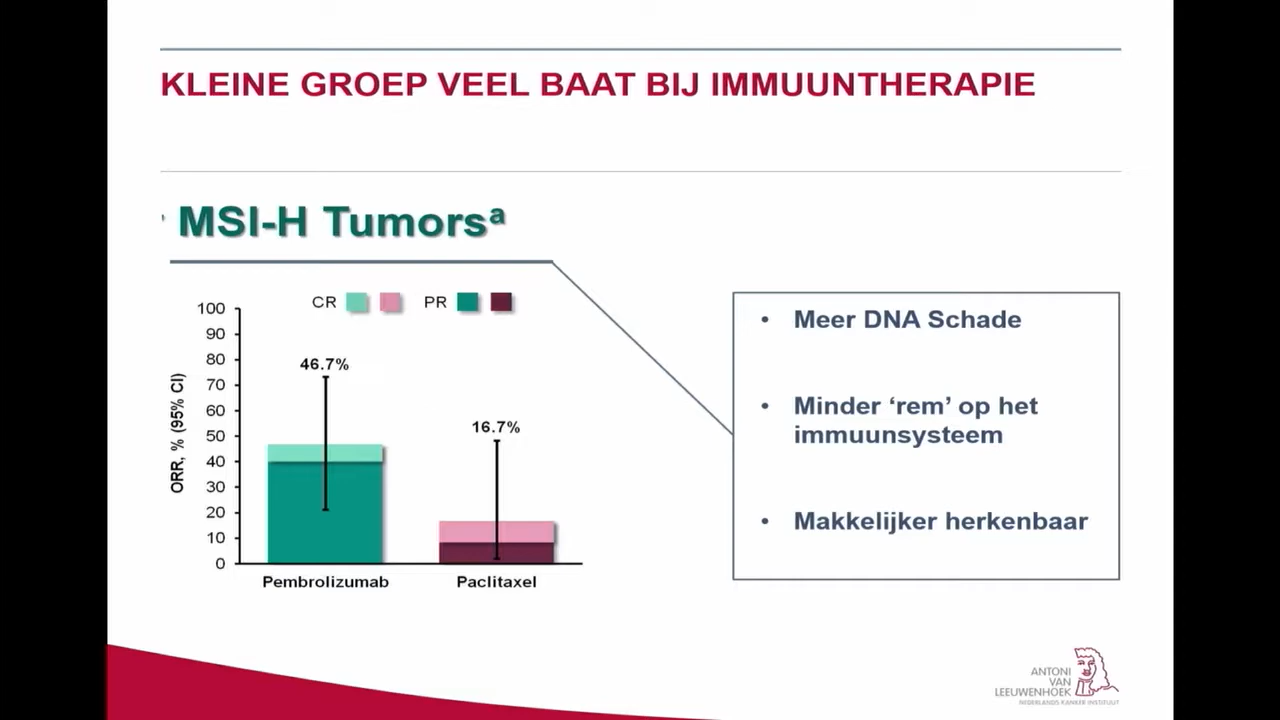 KLEINE GROEP VEEL BAAT BIJ IMMUUNTHERAPIE
MSI-H Tumorsᵃ
CR PR
ORR, % (95% CI)
100
90
80
70
60
50
40
30
20
10
0
46.7%
16.7%
Pembrolizumab Paclitaxel
• Meer DNA Schade
• Minder ‘rem’ op het
immuunsysteem
• Makkelijker herkenbaar
ANTONI
VAN
LEEUWENHOEK
NEDERLANDS KANKER INSTITUUT